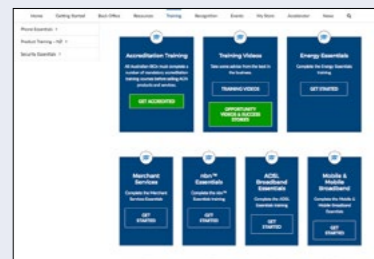 Home Getting Started Back Office Resources Training Recognition Events My Store Accelerator News
Phone Essentials
Product Training - NZ
Security Essentials
Accreditation Training
All Australian IBOs must complete a
number of mandatory accreditation
training courses before selling ACN
products and services.
GET ACCREDITED
Training Videos
Take some advice from the best in
the business.
TRAINING VIDEOS
OPPORTUNITY
VIDEOS & SUCCESS
STORIES
Energy Essentials
Complete the Energy Essentials
training.
GET STARTED
Merchant
Services
Complete the Merchant
Services Essentials
GET
STARTED
nbn™
Essentials
Complete the nbn™
Essentials training
GET
STARTED
ADSL
Broadband
Essentials
Complete the ADSL
Essentials training
GET
STARTED
Mobile &
Mobile
Broadband
Complete the Mobile &
Mobile Broadband
Essentials
GET
STARTED